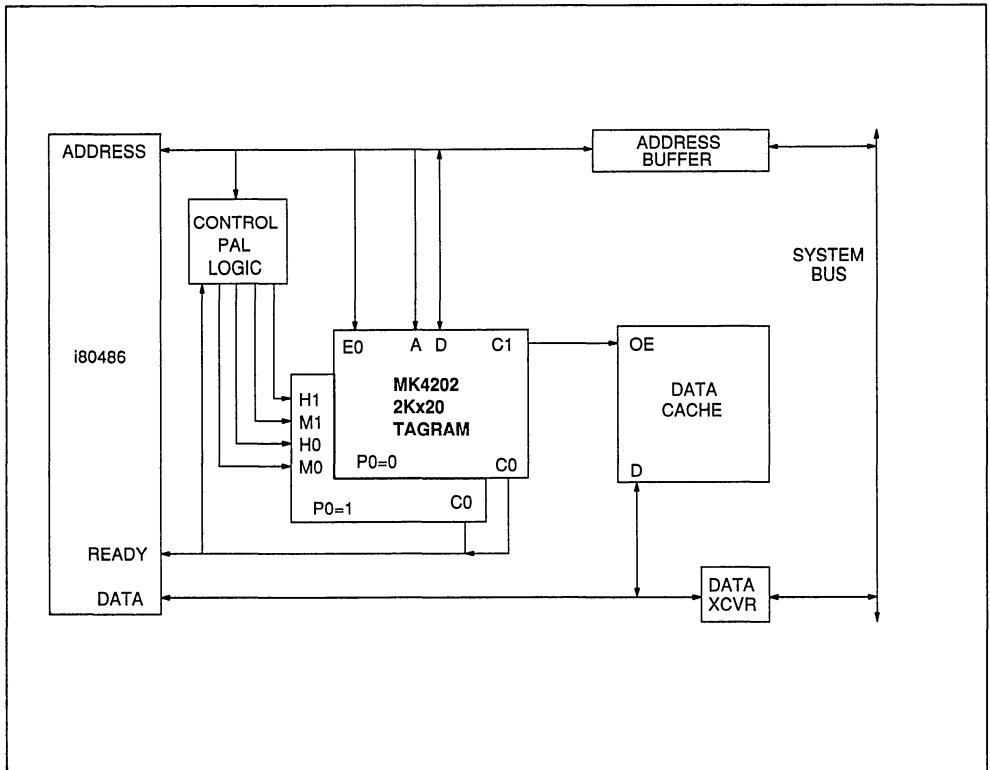 ADDRESS
ADDRESS
BUFFER
CONTROL
PAL
LOGIC
SYSTEM
BUS
i80486
E0
A
D
C1
OE
MK4202
2Kx20
TAGRAM
DATA
CACHE
H1
M1
H0
M0
P0=0
C0
D
P0=1
C0
READY
DATA
DATA
XCVR